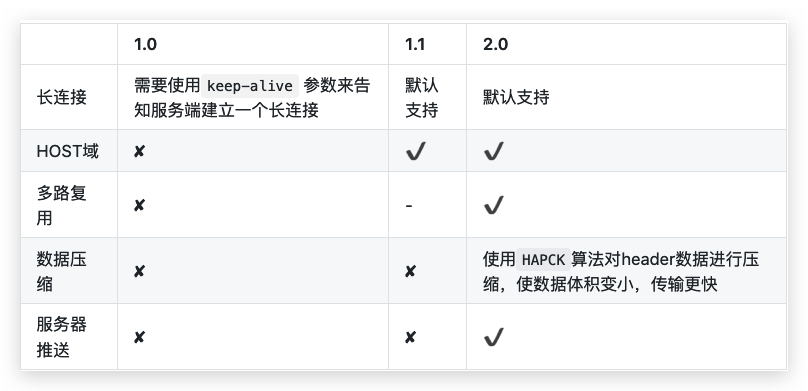 1.0 1.1 2.0
长连接 需要使用 keep-alive 参数来告知服务端建立一个长连接 默认支持 默认支持
HOST域 ✘ ✔ ✔
多路复用 ✘ - ✔
数据压缩 ✘ ✘ 使用 HAPCK 算法对header数据进行压缩，使数据体积变小，传输更快
服务器推送 ✘ ✘ ✔